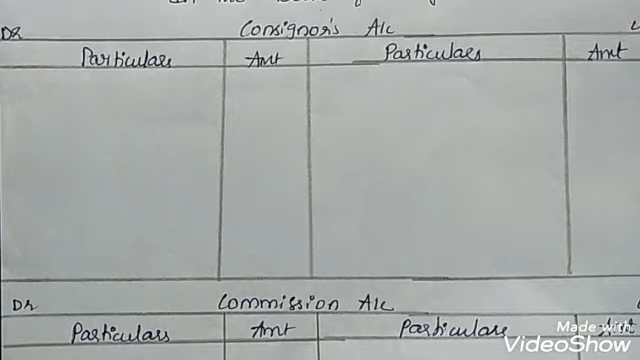 DR Consignor's A/c
Particulars Amt Particulars Amt
DR Commission A/c
Particulars Amt Particulars Amt
Made with
VideoShow